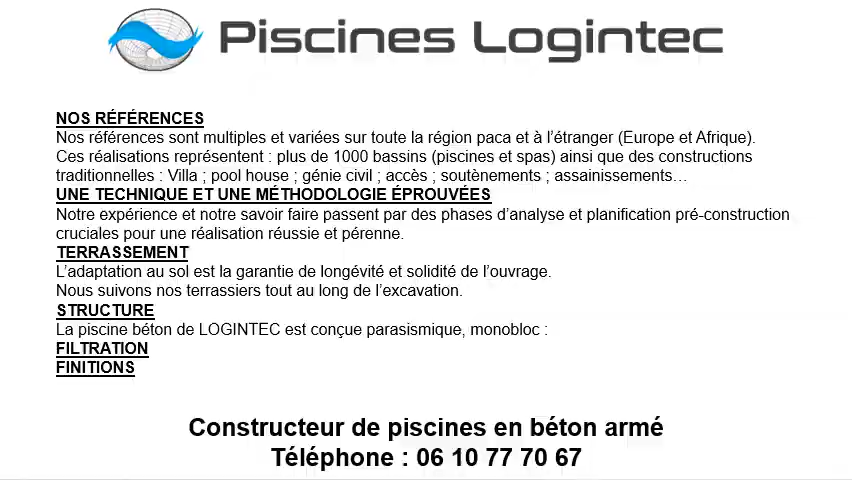 Piscines Logintec
NOS RÉFÉRENCES
Nos références sont multiples et variées sur toute la région paca et à l’étranger (Europe et Afrique).
Ces réalisations représentent : plus de 1000 bassins (piscines et spas) ainsi que des constructions
traditionnelles : Villa ; pool house ; génie civil ; accès ; soutènements ; assainissements…
UNE TECHNIQUE ET UNE MÉTHODOLOGIE ÉPROUVÉES
Notre expérience et notre savoir faire passent par des phases d’analyse et planification pré-construction
cruciales pour une réalisation réussie et pérenne.
TERRASSEMENT
L’adaptation au sol est la garantie de longévité et solidité de l’ouvrage.
Nous suivons nos terrassiers tout au long de l’excavation.
STRUCTURE
La piscine béton de LOGINTEC est conçue parasismique, monobloc :
FILTRATION
FINITIONS
Constructeur de piscines en béton armé
Téléphone : 06 10 77 70 67